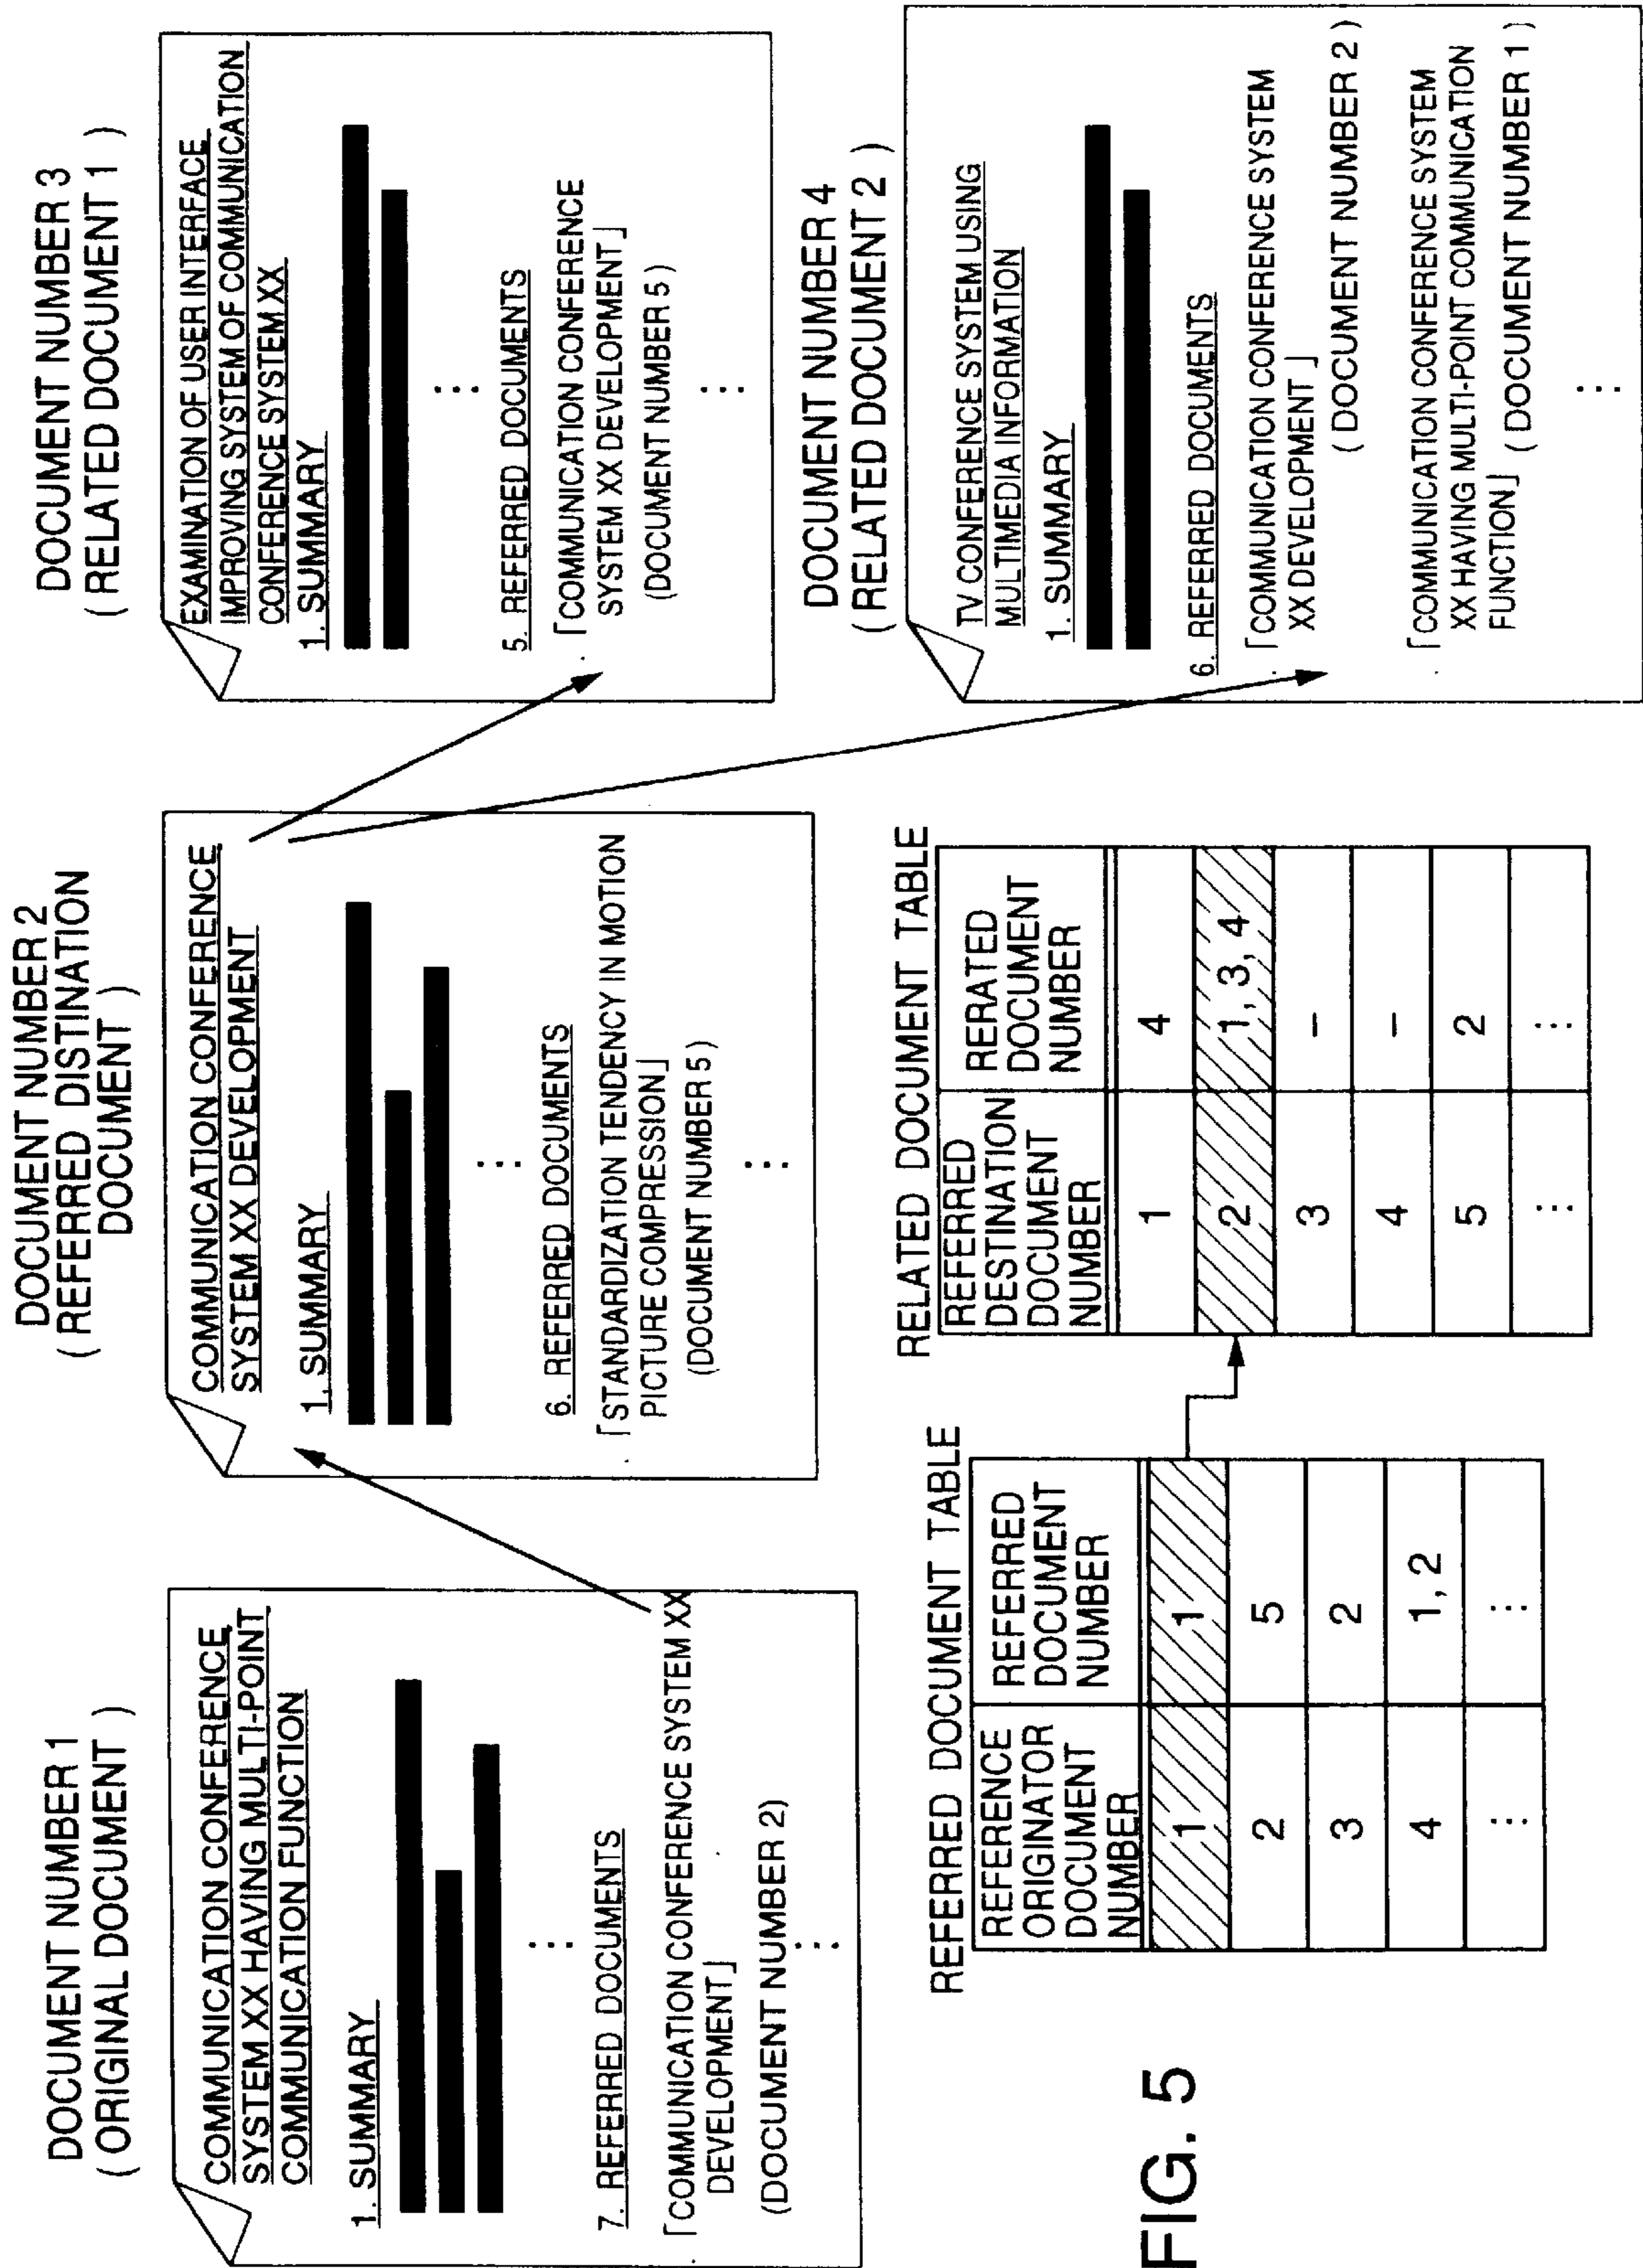 DOCUMENT NUMBER 1
( ORIGINAL DOCUMENT )
COMMUNICATION CONFERENCE
SYSTEM XX HAVING MULTI-POINT
COMMUNICATION FUNCTION
1. SUMMARY
⋮
7. REFERRED DOCUMENTS
「COMMUNICATION CONFERENCE SYSTEM XX
DEVELOPMENT」
(DOCUMENT NUMBER 2)
⋮
DOCUMENT NUMBER 2
( REFERRED DISTINATION
DOCUMENT )
COMMUNICATION CONFERENCE
SYSTEM XX DEVELOPMENT
1. SUMMARY
⋮
6. REFERRED DOCUMENTS
「STANDARDIZATION TENDENCY IN MOTION
PICTURE COMPRESSION」
(DOCUMENT NUMBER 5)
⋮
DOCUMENT NUMBER 3
( RELATED DOCUMENT 1 )
EXAMINATION OF USER INTERFACE
IMPROVING SYSTEM OF COMMUNICATION
CONFERENCE SYSTEM XX
1. SUMMARY
⋮
5. REFERRED DOCUMENTS
「COMMUNICATION CONFERENCE
SYSTEM XX DEVELOPMENT」
(DOCUMENT NUMBER 5)
⋮
DOCUMENT NUMBER 4
( RELATED DOCUMENT 2 )
TV CONFERENCE SYSTEM USING
MULTIMEDIA INFORMATION
1. SUMMARY
6. REFERRED DOCUMENTS
「COMMUNICATION CONFERENCE SYSTEM
XX DEVELOPMENT」
( DOCUMENT NUMBER 2 )
「COMMUNICATION CONFERENCE SYSTEM
XX HAVING MULTI-POINT COMMUNICATION
FUNCTION」 ( DOCUMENT NUMBER 1 )
⋮
REFERRED DOCUMENT TABLE
REFERENCE ORIGINATOR DOCUMENT NUMBER REFERRED DOCUMENT NUMBER
1 1
2 5
3 2
4 1, 2
⋮ ⋮
RELATED DOCUMENT TABLE
REFERRED DESTINATION DOCUMENT NUMBER RERATED DOCUMENT NUMBER
1 4
2 1, 3, 4
3 –
4 –
5 2
⋮ ⋮
FIG. 5